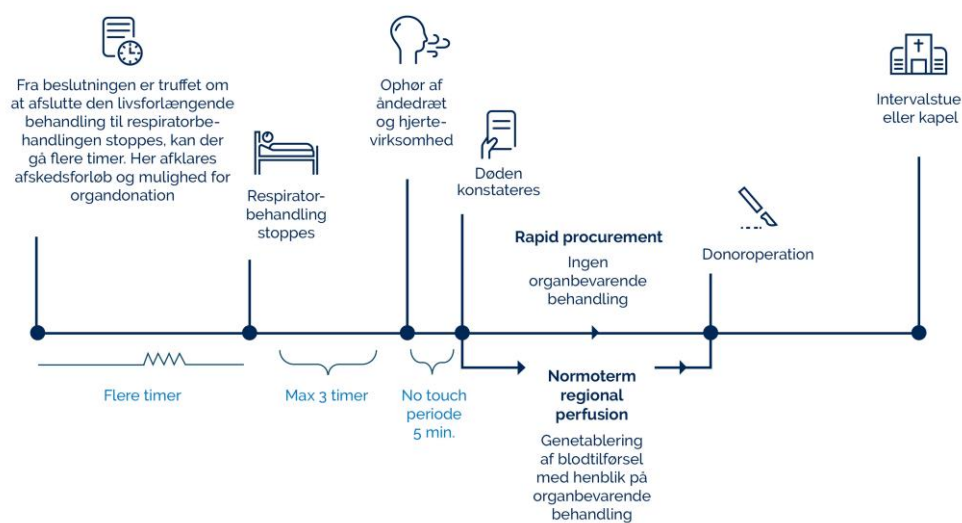 Fra beslutningen er truffet om
at afslutte den livsforlængende
behandling til respiratorbe-
handlingen stoppes, kan der
gå flere timer. Her afklares
afskedsforløb og mulighed for
organdonation
Respirator-
behandling
stoppes
Ophør af
åndedræt
og hjerte-
virksomhed
Døden
konstateres
Rapid procurement
Ingen
organbevarende
behandling
Donoroperation
Intervalstue
eller kapel
Flere timer
Max 3 timer
No touch
periode
5 min.
Normoterm
regional
perfusion
Genetablering
af blodtilførsel
med henblik på
organbevarende
behandling